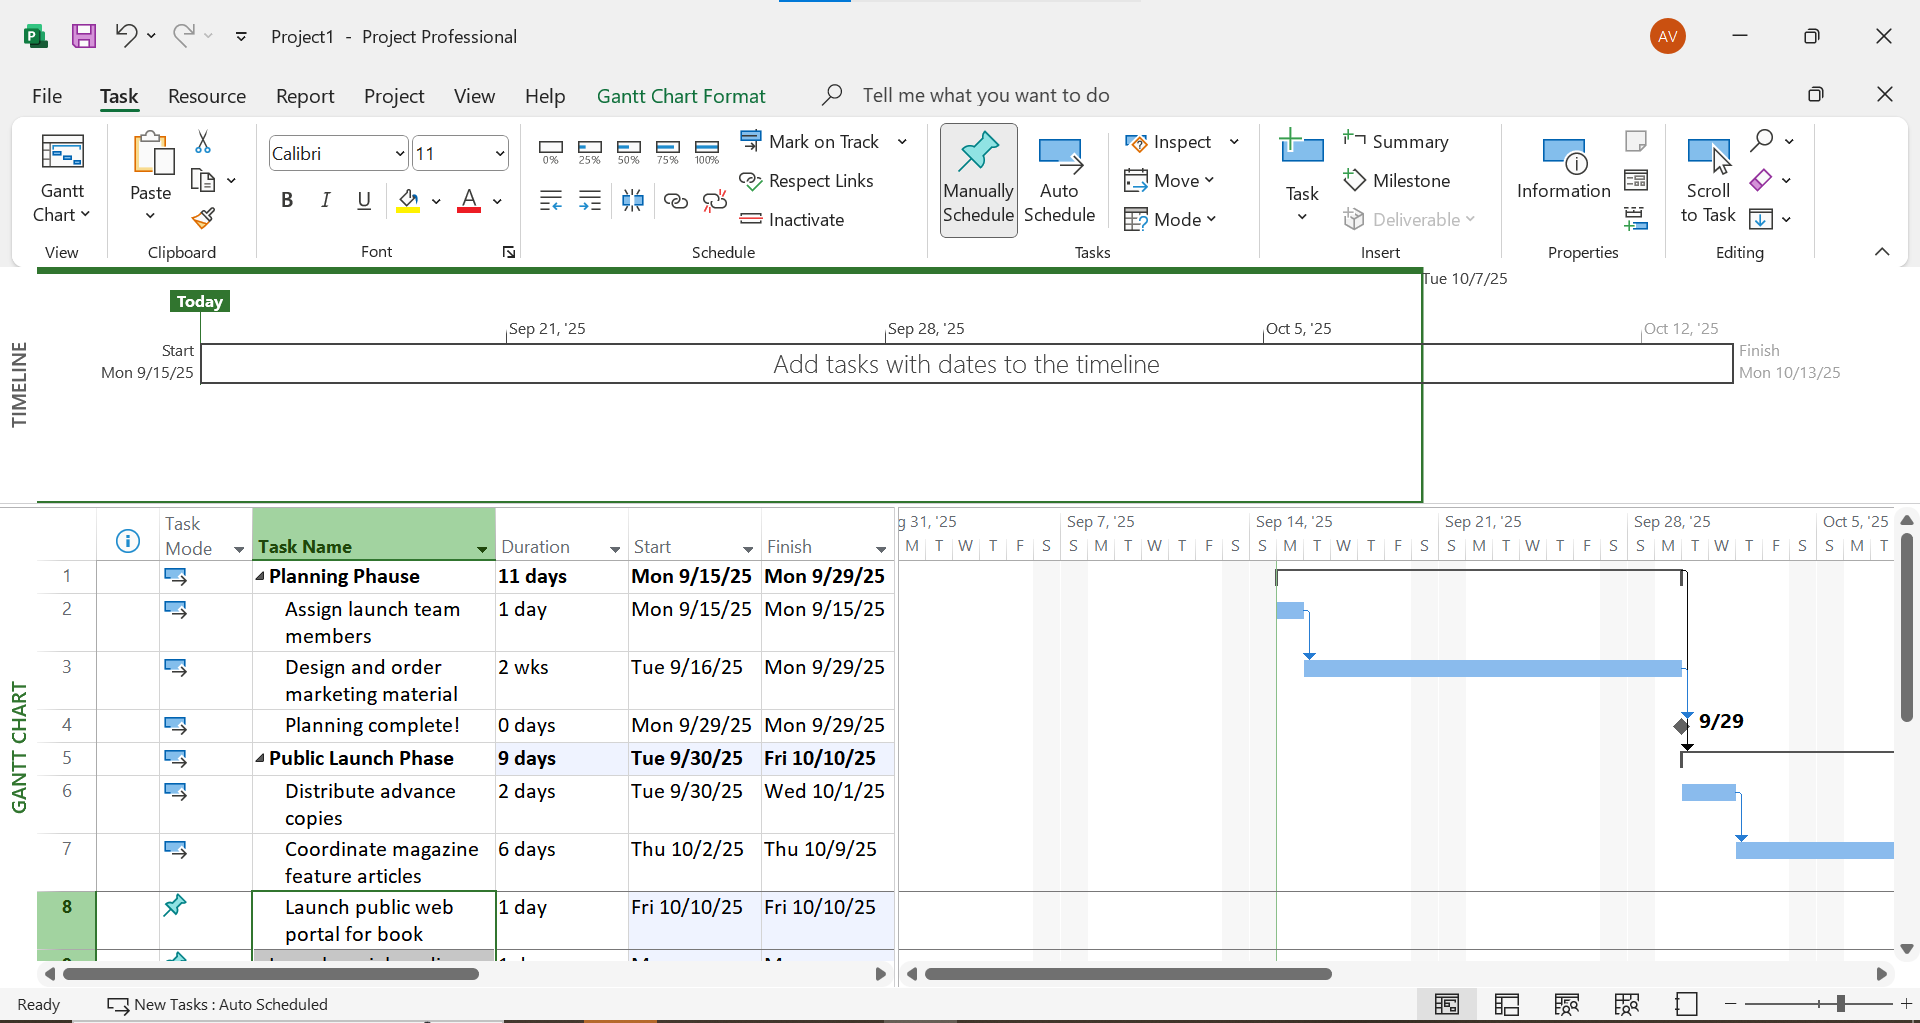 Project1 - Project Professional
AV
File Task Resource Report Project View Help Gantt Chart Format Tell me what you want to do
Gantt Chart
View
Paste
Clipboard
Calibri 11
B I U A
Font
0% 25% 50% 75% 100%
Mark on Track
Respect Links
Inactivate
Schedule
Manually Schedule
Auto Schedule
Inspect
Move
Mode
Tasks
Task
Summary
Milestone
Deliverable
Insert
Information
Properties
Scroll to Task
Editing
TIMELINE
Today
Tue 10/7/25
Sep 21, '25 Sep 28, '25 Oct 5, '25 Oct 12, '25
Start
Mon 9/15/25
Add tasks with dates to the timeline
Finish
Mon 10/13/25
GANTT CHART
Task Mode Task Name Duration Start Finish
1 Planning Phause 11 days Mon 9/15/25 Mon 9/29/25
2 Assign launch team members 1 day Mon 9/15/25 Mon 9/15/25
3 Design and order marketing material 2 wks Tue 9/16/25 Mon 9/29/25
4 Planning complete! 0 days Mon 9/29/25 Mon 9/29/25
5 Public Launch Phase 9 days Tue 9/30/25 Fri 10/10/25
6 Distribute advance copies 2 days Tue 9/30/25 Wed 10/1/25
7 Coordinate magazine feature articles 6 days Thu 10/2/25 Thu 10/9/25
8 Launch public web portal for book 1 day Fri 10/10/25 Fri 10/10/25
31, '25 Sep 7, '25 Sep 14, '25 Sep 21, '25 Sep 28, '25 Oct 5, '25
M T W T F S S M T W T F S S M T W T F S S M T W T F S S M T W T F S S M T
9/29
Ready New Tasks : Auto Scheduled